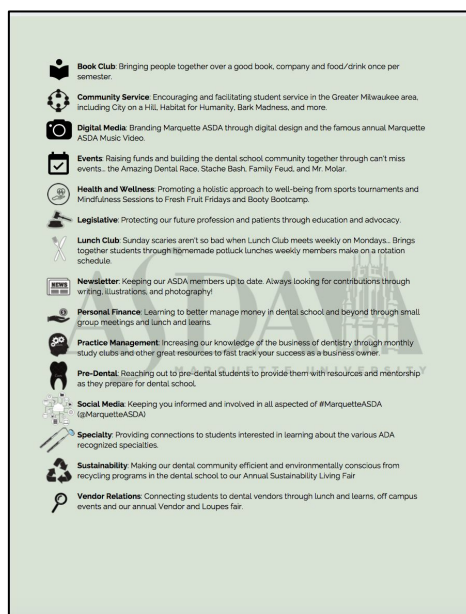 Book Club: Bringing people together over a good book, company and food/drink once per
semester.
Community Service: Encouraging and facilitating student service in the Greater Milwaukee area,
including City on a Hill, Habitat for Humanity, Bark Madness, and more.
Digital Media: Branding Marquette ASDA through digital design and the famous annual Marquette
ASDA Music Video.
Events: Raising funds and building the dental school community together through can't miss
events... the Amazing Dental Race, Stache Bash, Family Feud, and Mr. Molar.
Health and Wellness: Promoting a holistic approach to well-being from sports tournaments and
Mindfulness Sessions to Fresh Fruit Fridays and Booty Bootcamp.
Legislative: Protecting our future profession and patients through education and advocacy.
Lunch Club: Sunday scaries aren't so bad when Lunch Club meets weekly on Mondays... Brings
together students through homemade potluck lunches weekly members make on a rotation
schedule.
NEWS
Newsletter: Keeping our ASDA members up to date. Always looking for contributions through
writing, illustrations, and photography!
Personal Finance: Learning to better manage money in dental school and beyond through small
group meetings and lunch and learns.
Practice Management: Increasing our knowledge of the business of dentistry through monthly
study clubs and other great resources to fast track your success as a business owner.
Pre-Dental: Reaching out to pre-dental students to provide them with resources and mentorship
as they prepare for dental school.
Social Media: Keeping you informed and involved in all aspects of #MarquetteASDA
(@MarquetteASDA)
Specialty: Providing connections to students interested in learning about the various ADA
recognized specialties.
Sustainability: Making our dental community efficient and environmentally conscious from
recycling programs in the dental school to our Annual Sustainability Living Fair
Vendor Relations: Connecting students to dental vendors through lunch and learns, off campus
events and our annual Vendor and Loupes fair.
ASDA
MARQUETTE UNIVERSITY